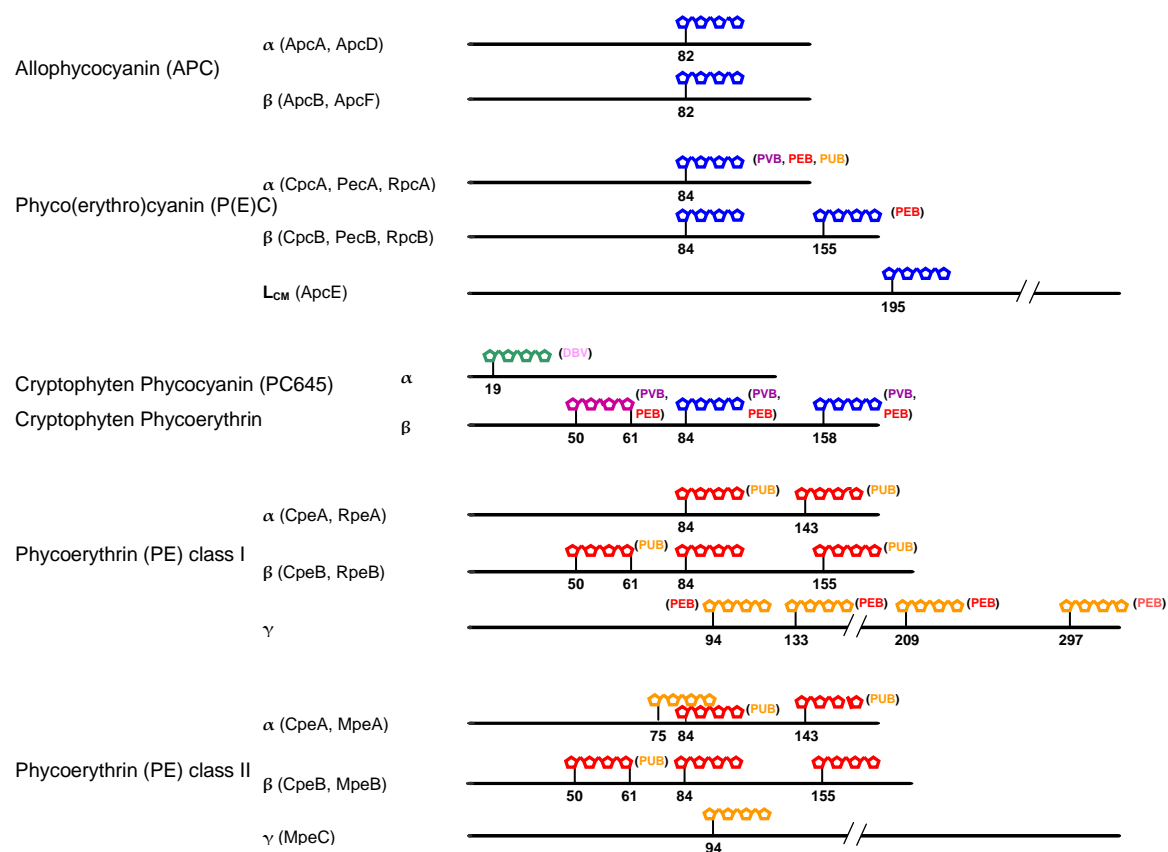 Allophycocyanin (APC)
α (ApcA, ApcD)
82
β (ApcB, ApcF)
82
Phyco(erythro)cyanin (P(E)C)
α (CpcA, PecA, RpcA)
(PVB, PEB, PUB)
84
β (CpcB, PecB, RpcB)
(PEB)
84 155
LCM (ApcE)
195
Cryptophyten Phycocyanin (PC645)
Cryptophyten Phycoerythrin
α
(DBV)
19
β
(PVB, PEB) (PVB, PEB) (PVB, PEB)
50 61 84 158
Phycoerythrin (PE) class I
α (CpeA, RpeA)
(PUB) (PUB)
84 143
β (CpeB, RpeB)
(PUB) (PUB)
50 61 84 155
γ
(PEB) (PEB) (PEB) (PEB)
94 133 209 297
Phycoerythrin (PE) class II
α (CpeA, MpeA)
(PUB) (PUB)
75 84 143
β (CpeB, MpeB)
(PUB)
50 61 84 155
γ (MpeC)
94